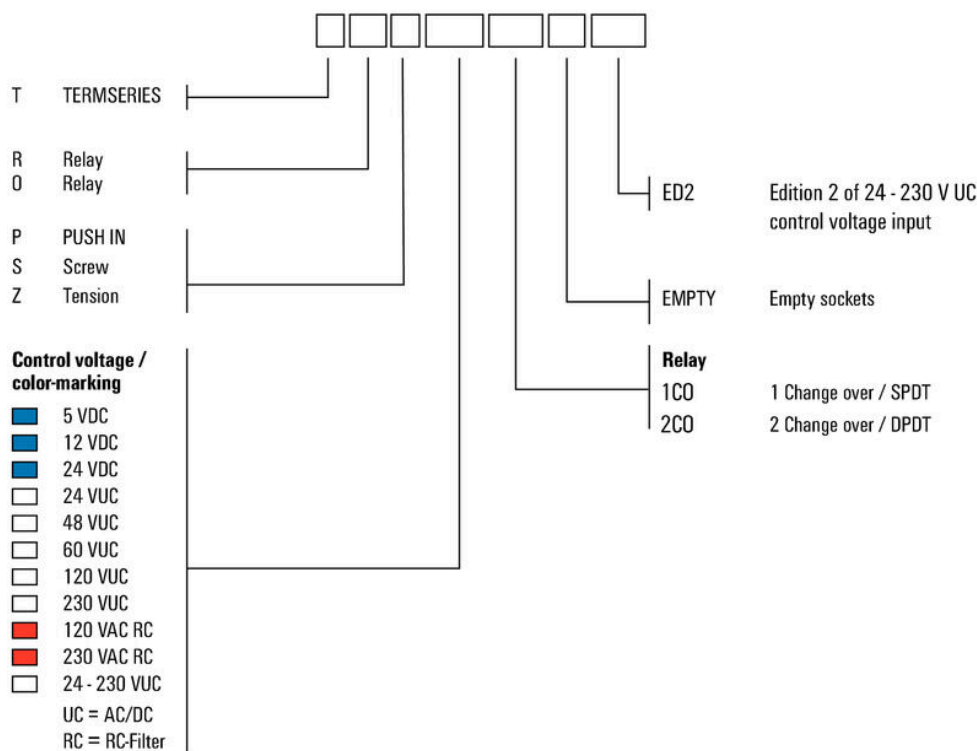 T TERMSERIES
R Relay
O Relay
P PUSH IN
S Screw
Z Tension
Control voltage /
color-marking
5 VDC
12 VDC
24 VDC
24 VUC
48 VUC
60 VUC
120 VUC
230 VUC
120 VAC RC
230 VAC RC
24 - 230 VUC
UC = AC/DC
RC = RC-Filter
ED2 Edition 2 of 24 - 230 V UC
control voltage input
EMPTY Empty sockets
Relay
1CO 1 Change over / SPDT
2CO 2 Change over / DPDT